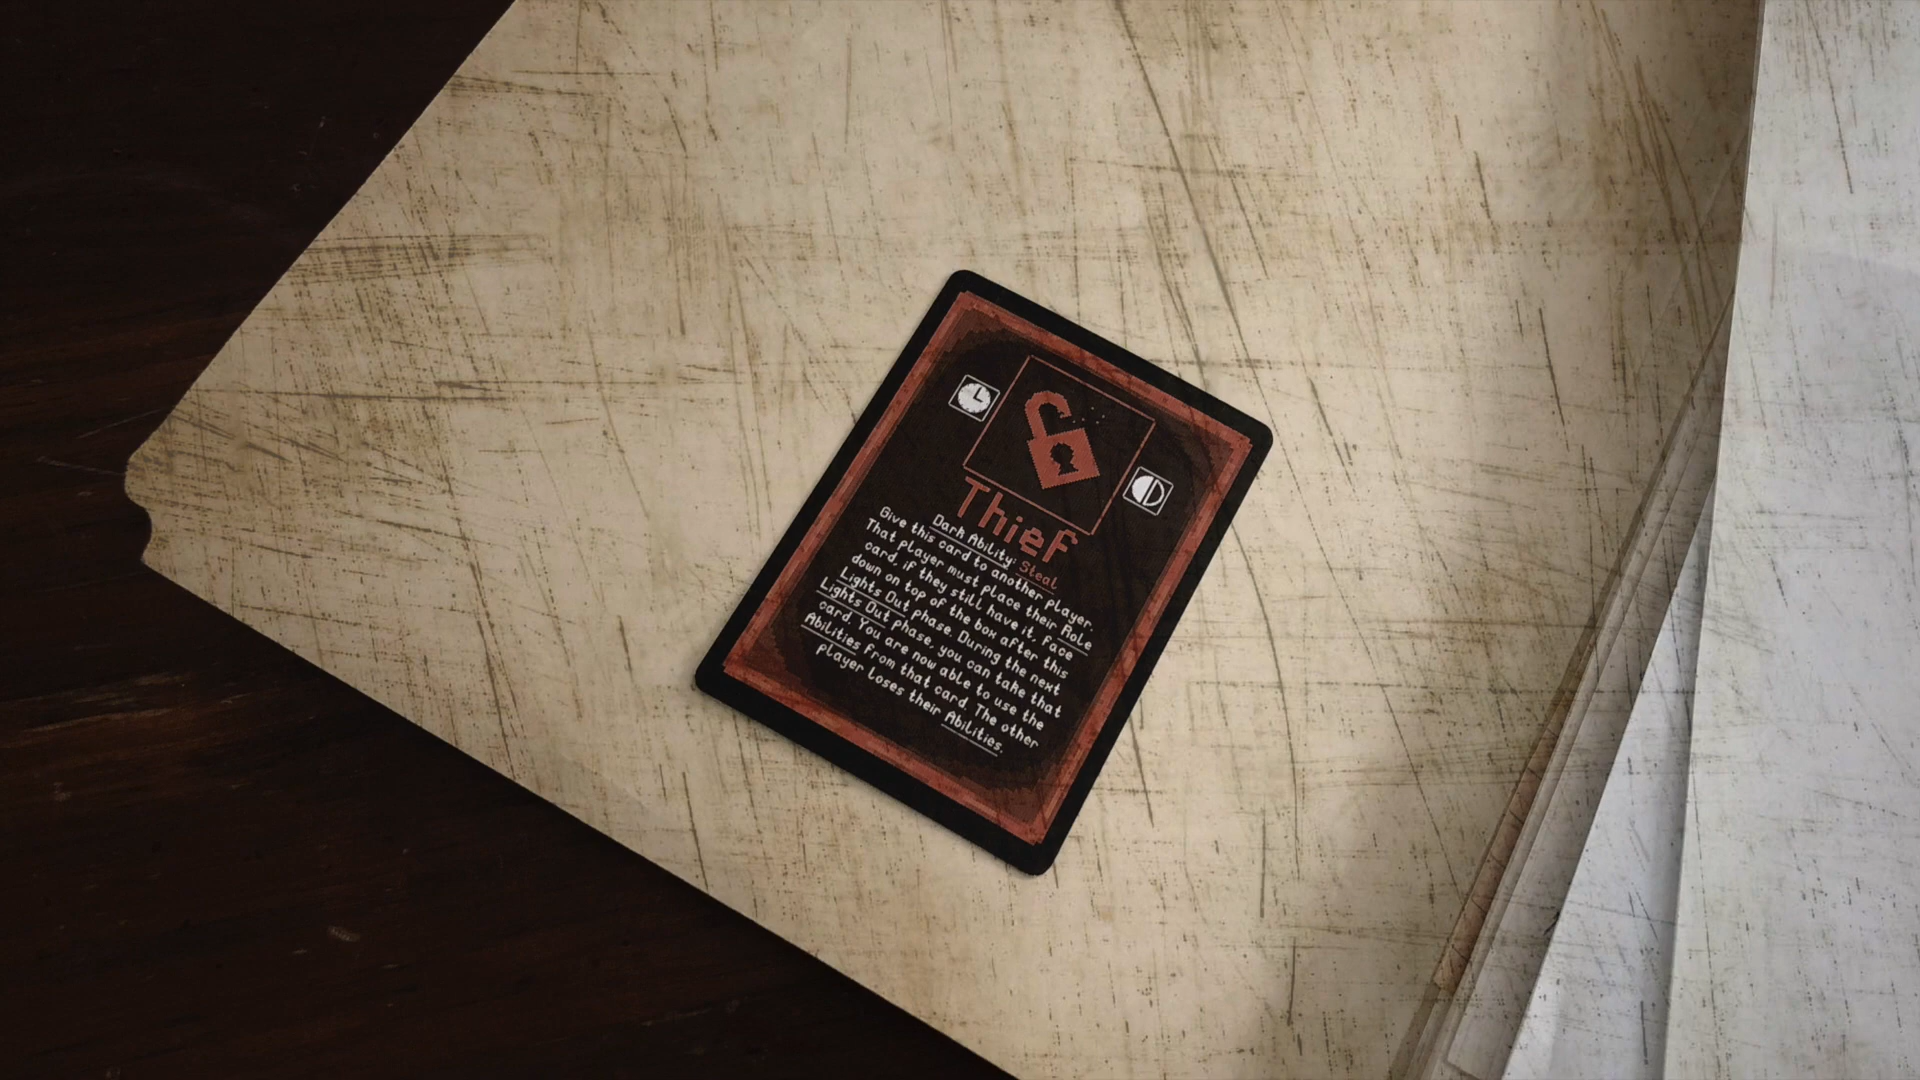 Thief
Dark Ability: Steal
Give this card to another player.
That player must place their Role
card, if they still have it, face
down on top of the box after this
Lights Out phase. During the next
Lights Out phase, you can take that
card. You are now able to use the
Abilities from that card. The other
player loses their Abilities.